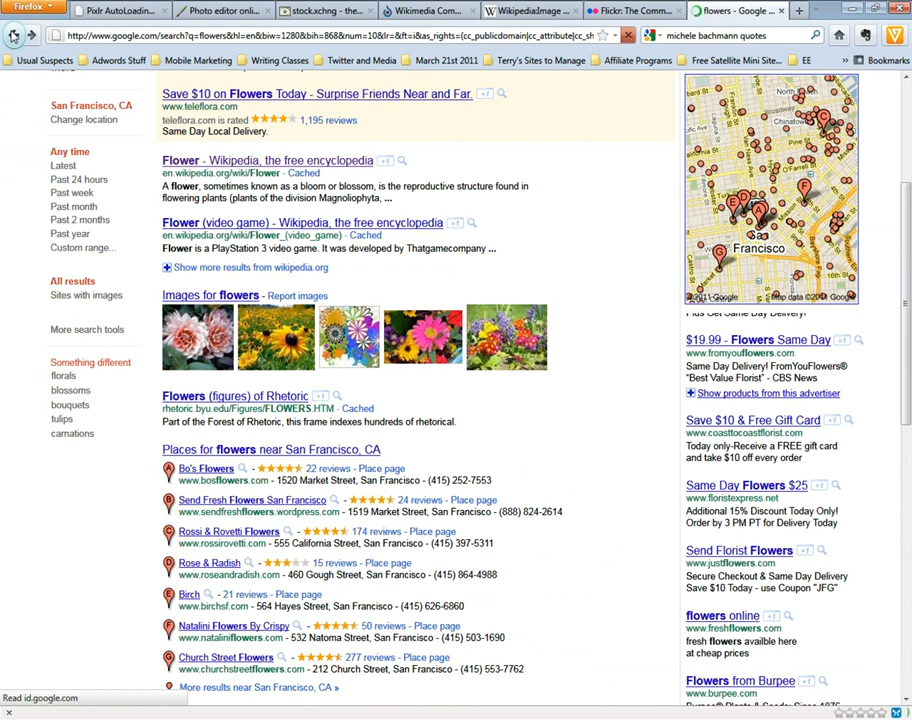 Firefox
Pixlr AutoLoadin...
Photo editor onli...
stock.xchng - the...
Wikimedia Com...
WikipediaImage ...
Flickr: The Comm...
flowers - Google ...
http://www.google.com/search?q=flowers&hl=en&biw=1280&bih=868&num=10&lr=&ft=i&as_rights=(cc_publicdomain|cc_attribute|cc_sh
michele bachmann quotes
Usual Suspects
Adwords Stuff
Mobile Marketing
Writing Classes
Twitter and Media
March 21st 2011
Terry's Sites to Manage
Affiliate Programs
Free Satellite Mini Site...
EE
Bookmarks
San Francisco, CA
Change location
Any time
Latest
Past 24 hours
Past week
Past month
Past 2 months
Past year
Custom range...
All results
Sites with images
More search tools
Something different
florals
blossoms
bouquets
tulips
carnations
Save $10 on Flowers Today - Surprise Friends Near and Far. +1
www.teleflora.com
teleflora.com is rated 1,195 reviews
Same Day Local Delivery.
Flower - Wikipedia, the free encyclopedia +1
en.wikipedia.org/wiki/Flower - Cached
A flower, sometimes known as a bloom or blossom, is the reproductive structure found in
flowering plants (plants of the division Magnoliophyta, ...
Flower (video game) - Wikipedia, the free encyclopedia +1
en.wikipedia.org/wiki/Flower_(video_game) - Cached
Flower is a PlayStation 3 video game. It was developed by Thatgamecompany ...
Show more results from wikipedia.org
Images for flowers - Report images
Flowers (figures) of Rhetoric +1
rhetoric.byu.edu/Figures/FLOWERS.HTM - Cached
Part of the Forest of Rhetoric, this frame indexes hundreds of rhetorical.
Places for flowers near San Francisco, CA
A Bo's Flowers - 22 reviews - Place page
www.bosflowers.com - 1520 Market Street, San Francisco - (415) 252-7553
B Send Fresh Flowers San Francisco - 24 reviews - Place page
www.sendfreshflowers.wordpress.com - 1519 Market Street, San Francisco - (888) 824-2614
C Rossi & Rovetti Flowers - 174 reviews - Place page
www.rossirovetti.com - 555 California Street, San Francisco - (415) 397-5311
D Rose & Radish - 15 reviews - Place page
www.roseandradish.com - 460 Gough Street, San Francisco - (415) 864-4988
E Birch - 21 reviews - Place page
www.birchsf.com - 564 Hayes Street, San Francisco - (415) 626-6860
F Natalini Flowers By Crispy - 50 reviews - Place page
www.nataliniflowers.com - 532 Natoma Street, San Francisco - (415) 503-1690
G Church Street Flowers - 277 reviews - Place page
www.churchstreetflowers.com - 212 Church Street, San Francisco - (415) 553-7762
More results near San Francisco, CA »
San
Francisco
©2011 Google Map data ©2011 Google
$19.99 - Flowers Same Day +1
www.fromyouflowers.com
Same Day Delivery! FromYouFlowers®
"Best Value Florist" - CBS News
Show products from this advertiser
Save $10 & Free Gift Card +1
www.coasttocoastflorist.com
Today only-Receive a FREE gift card
and take $10 off every order
Same Day Flowers $25 +1
www.floristexpress.net
Additional 15% Discount Today Only!
Order by 3 PM PT for Delivery Today
Send Florist Flowers +1
www.justflowers.com
Secure Checkout & Same Day Delivery
Save $10 Today - use Coupon "JFG"
flowers online +1
www.freshflowers.com
fresh flowers availble here
at cheap prices
Flowers from Burpee +1
www.burpee.com
Read id.google.com